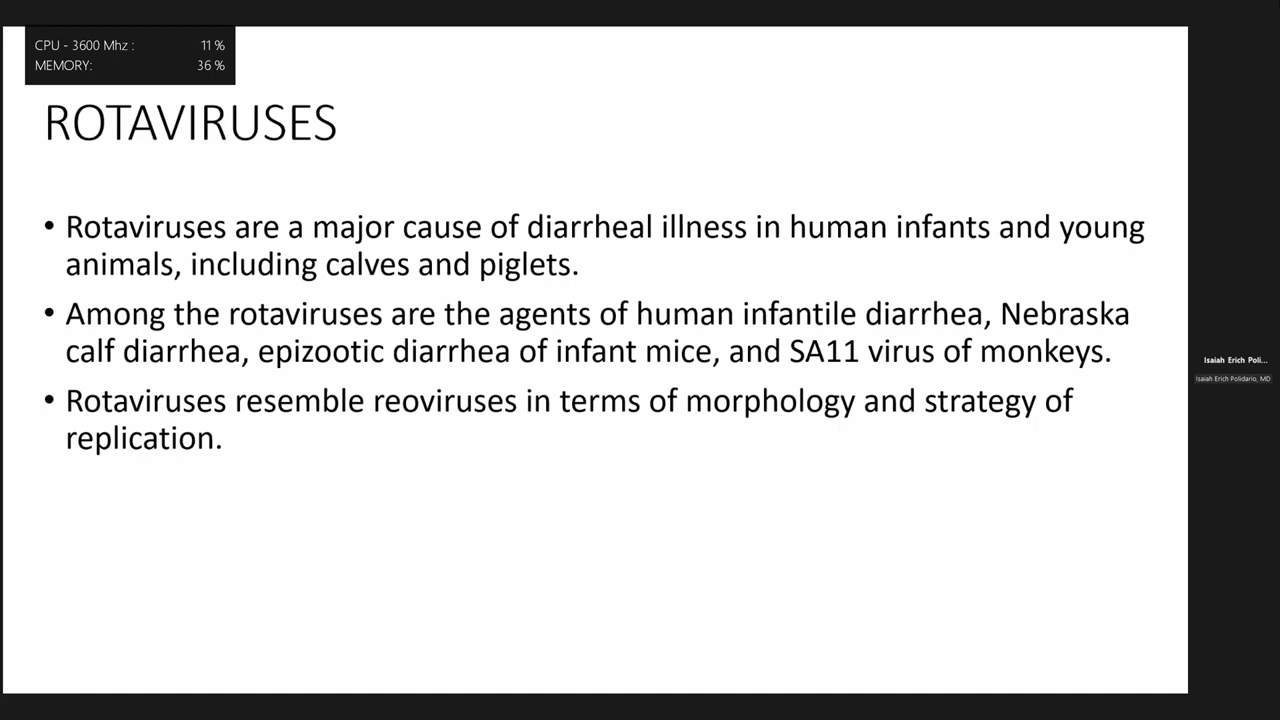 CPU - 3600 Mhz : 11 %
MEMORY: 36 %
ROTAVIRUSES
• Rotaviruses are a major cause of diarrheal illness in human infants and young
animals, including calves and piglets.
• Among the rotaviruses are the agents of human infantile diarrhea, Nebraska
calf diarrhea, epizootic diarrhea of infant mice, and SA11 virus of monkeys.
• Rotaviruses resemble reoviruses in terms of morphology and strategy of
replication.
Isaiah Erich Poli...
Isaiah Erich Polidario, MD